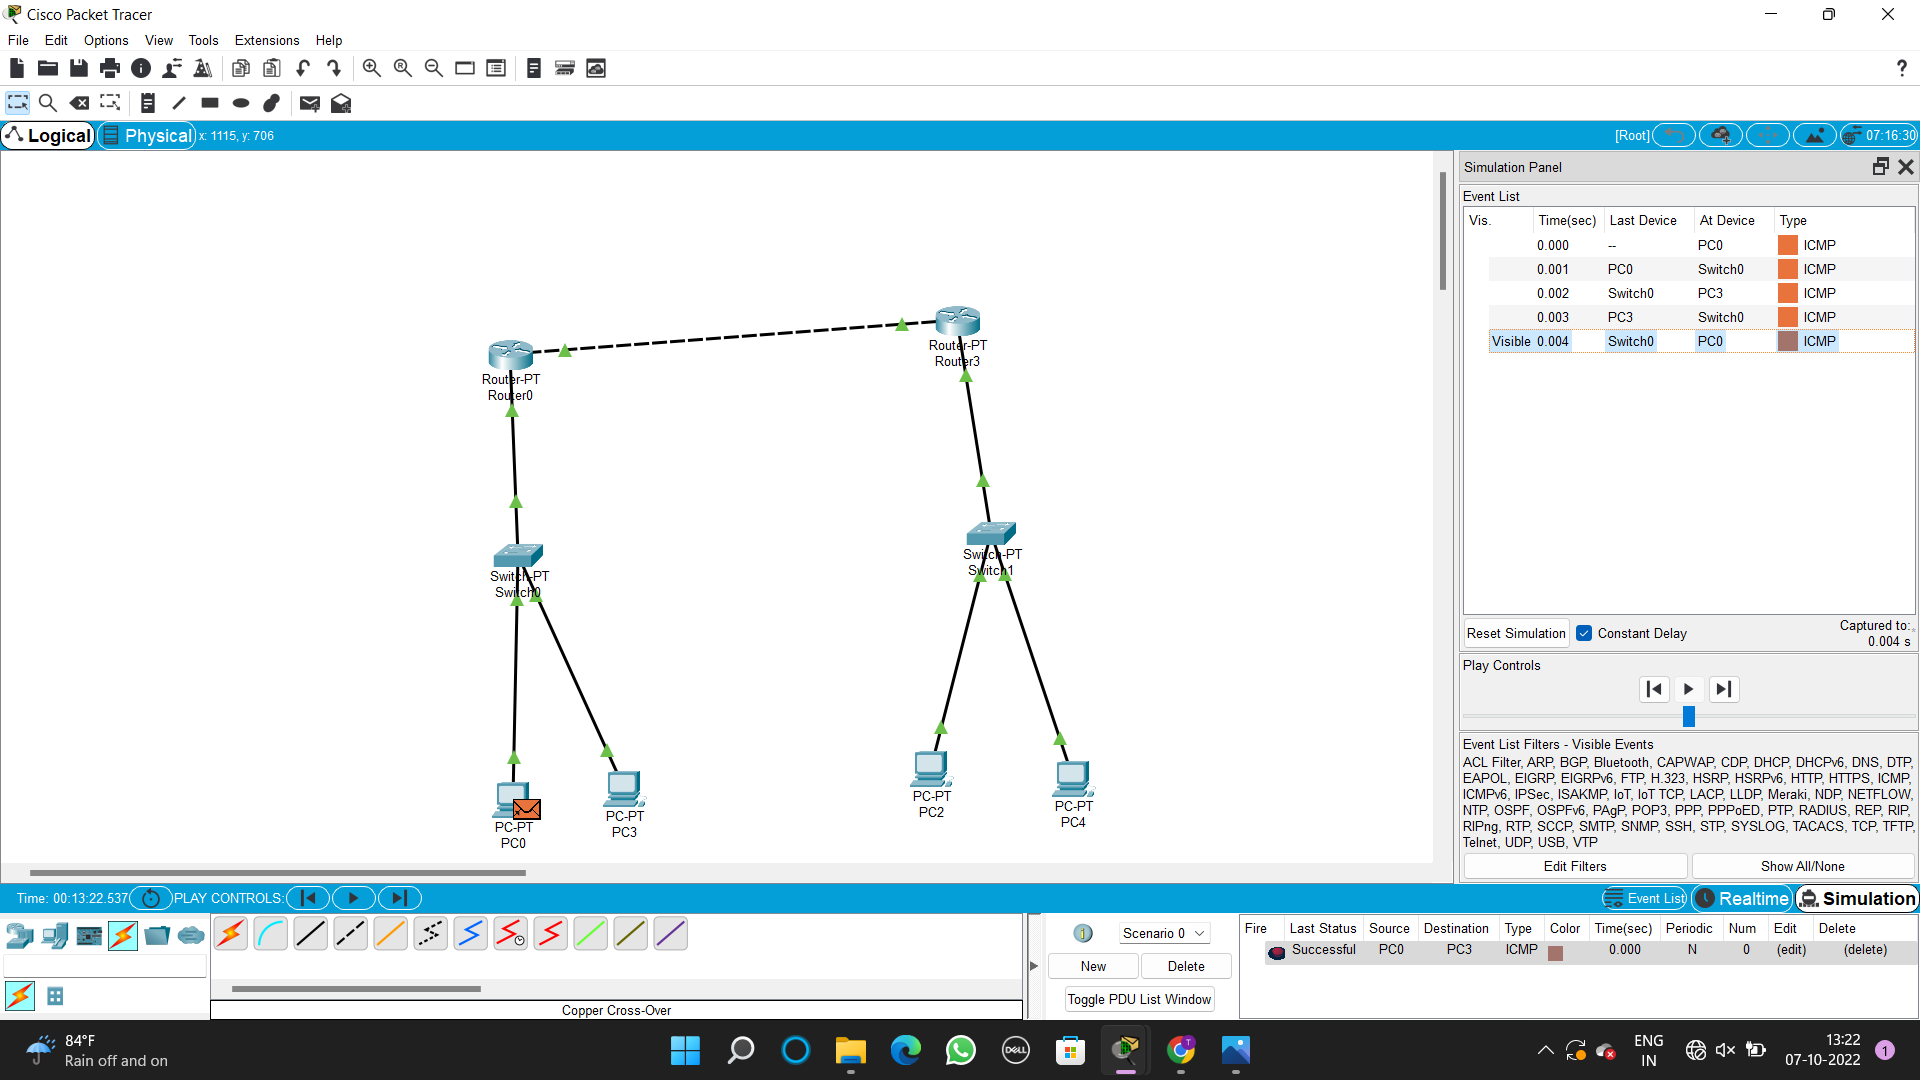 Cisco Packet Tracer
File Edit Options View Tools Extensions Help
Logical Physical x: 1115, y: 706 [Root] 07:16:30
Simulation Panel
Event List
Vis. Time(sec) Last Device At Device Type
0.000 -- PC0 ICMP
0.001 PC0 Switch0 ICMP
0.002 Switch0 PC3 ICMP
0.003 PC3 Switch0 ICMP
Visible 0.004 Switch0 PC0 ICMP
Router-PT
Router0
Router-PT
Router3
Switch-PT
Switch0
Switch-PT
Switch1
PC-PT
PC0
PC-PT
PC3
PC-PT
PC2
PC-PT
PC4
Reset Simulation Constant Delay Captured to:
0.004 s
Play Controls
Event List Filters - Visible Events
ACL Filter, ARP, BGP, Bluetooth, CAPWAP, CDP, DHCP, DHCPv6, DNS, DTP,
EAPOL, EIGRP, EIGRPv6, FTP, H.323, HSRP, HSRPv6, HTTP, HTTPS, ICMP,
ICMPv6, IPSec, ISAKMP, IoT, IoT TCP, LACP, LLDP, Meraki, NDP, NETFLOW,
NTP, OSPF, OSPFv6, PAgP, POP3, PPP, PPPoED, PTP, RADIUS, REP, RIP,
RIPng, RTP, SCCP, SMTP, SNMP, SSH, STP, SYSLOG, TACACS, TCP, TFTP,
Telnet, UDP, USB, VTP
Edit Filters Show All/None
Time: 00:13:22.537 PLAY CONTROLS: Event List Realtime Simulation
Scenario 0
New Delete
Toggle PDU List Window
Fire Last Status Source Destination Type Color Time(sec) Periodic Num Edit Delete
Successful PC0 PC3 ICMP 0.000 N 0 (edit) (delete)
Copper Cross-Over
84°F
Rain off and on
DELL
ENG
IN
13:22
07-10-2022
1